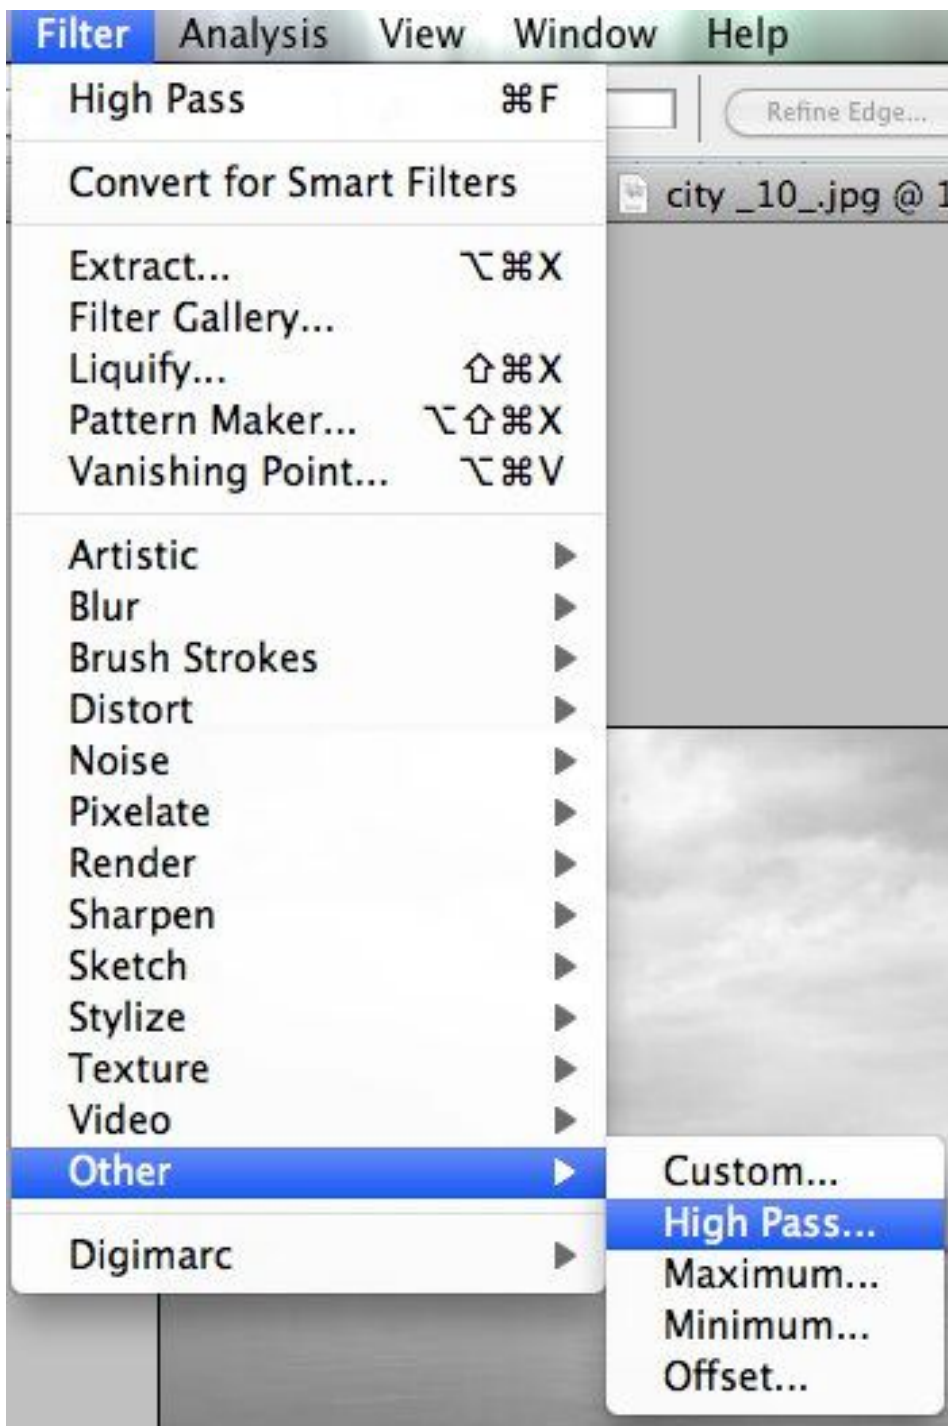 Filter Analysis View Window Help
High Pass ⌘F
Refine Edge...
Convert for Smart Filters
city _10_.jpg @ 1
Extract... ⌥⌘X
Filter Gallery...
Liquify... ⇧⌘X
Pattern Maker... ⌥⇧⌘X
Vanishing Point... ⌥⌘V
Artistic
Blur
Brush Strokes
Distort
Noise
Pixelate
Render
Sharpen
Sketch
Stylize
Texture
Video
Other
Digimarc
Custom...
High Pass...
Maximum...
Minimum...
Offset...